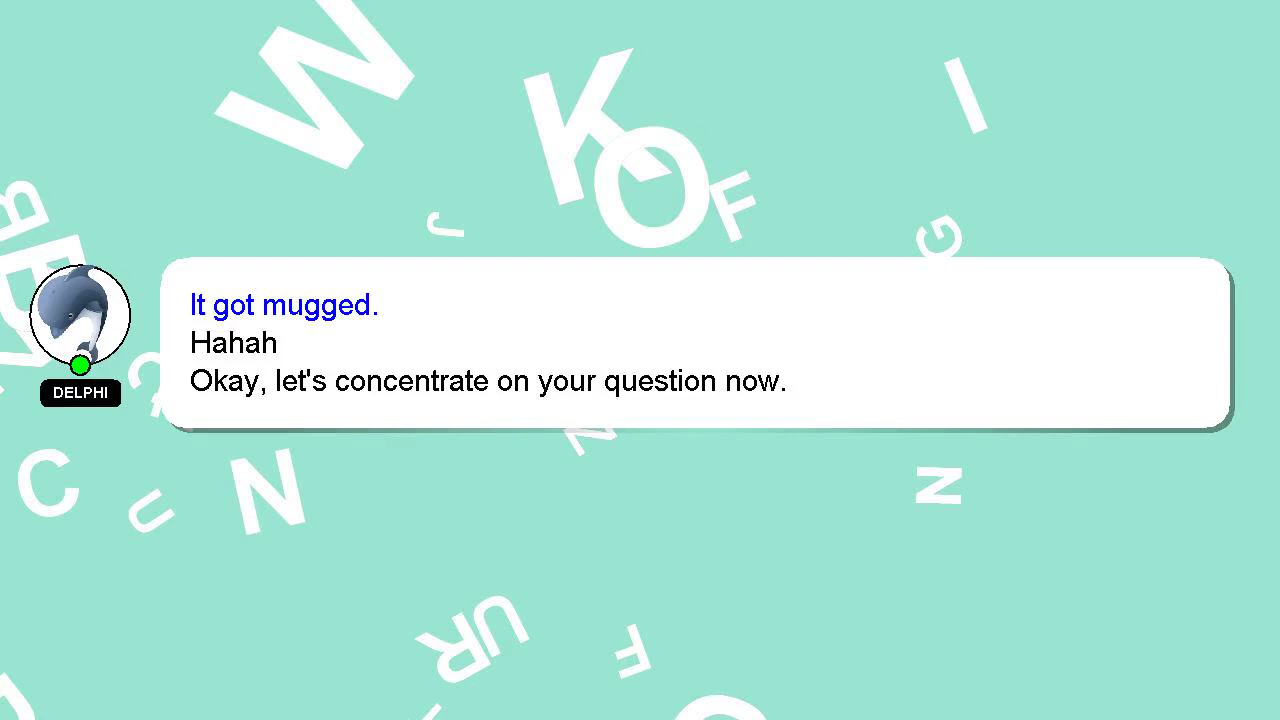 W
K
O
F
I
J
G
It got mugged.
Hahah
Okay, let's concentrate on your question now.
DELPHI
C
N
U
N
N
U
R
F